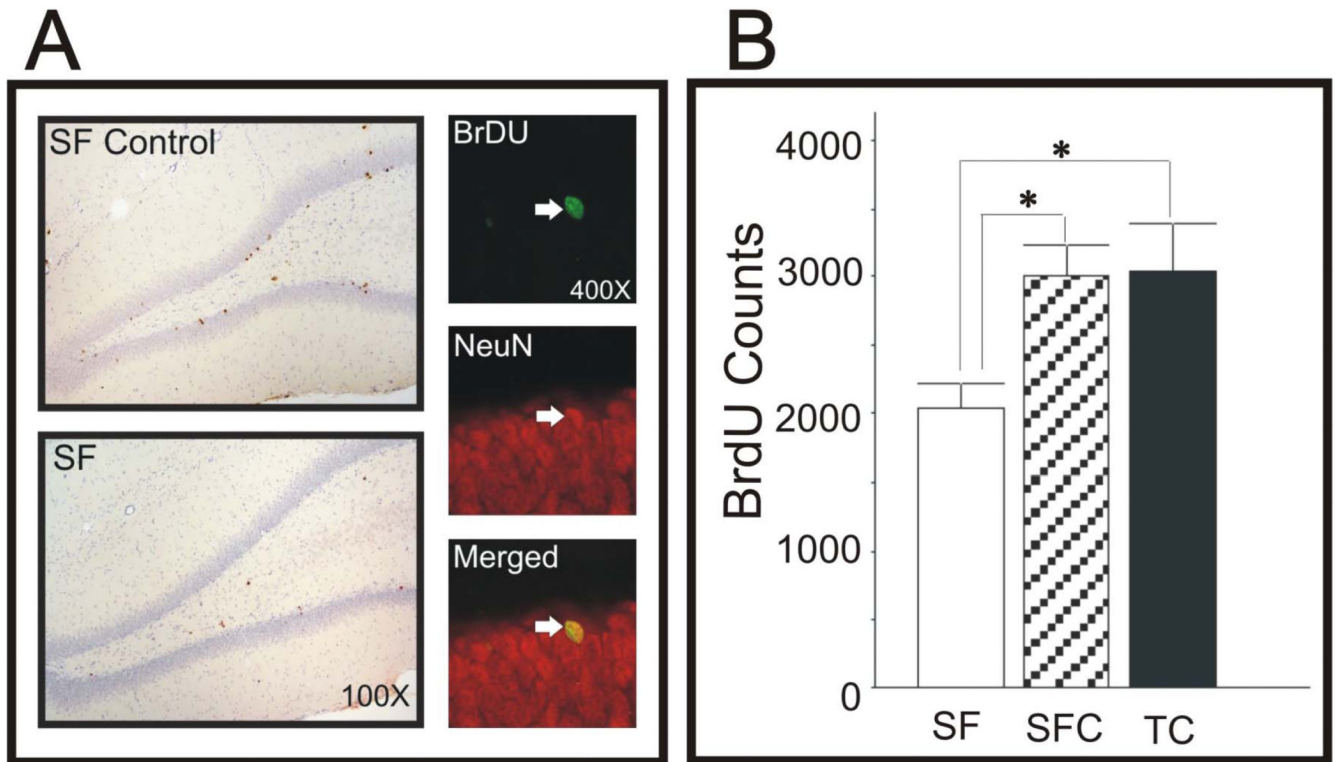 A
SF Control
SF
100X
BrDU
400X
NeuN
Merged
B
BrdU Counts
4000
3000
2000
1000
0
*
*
SF SFC TC